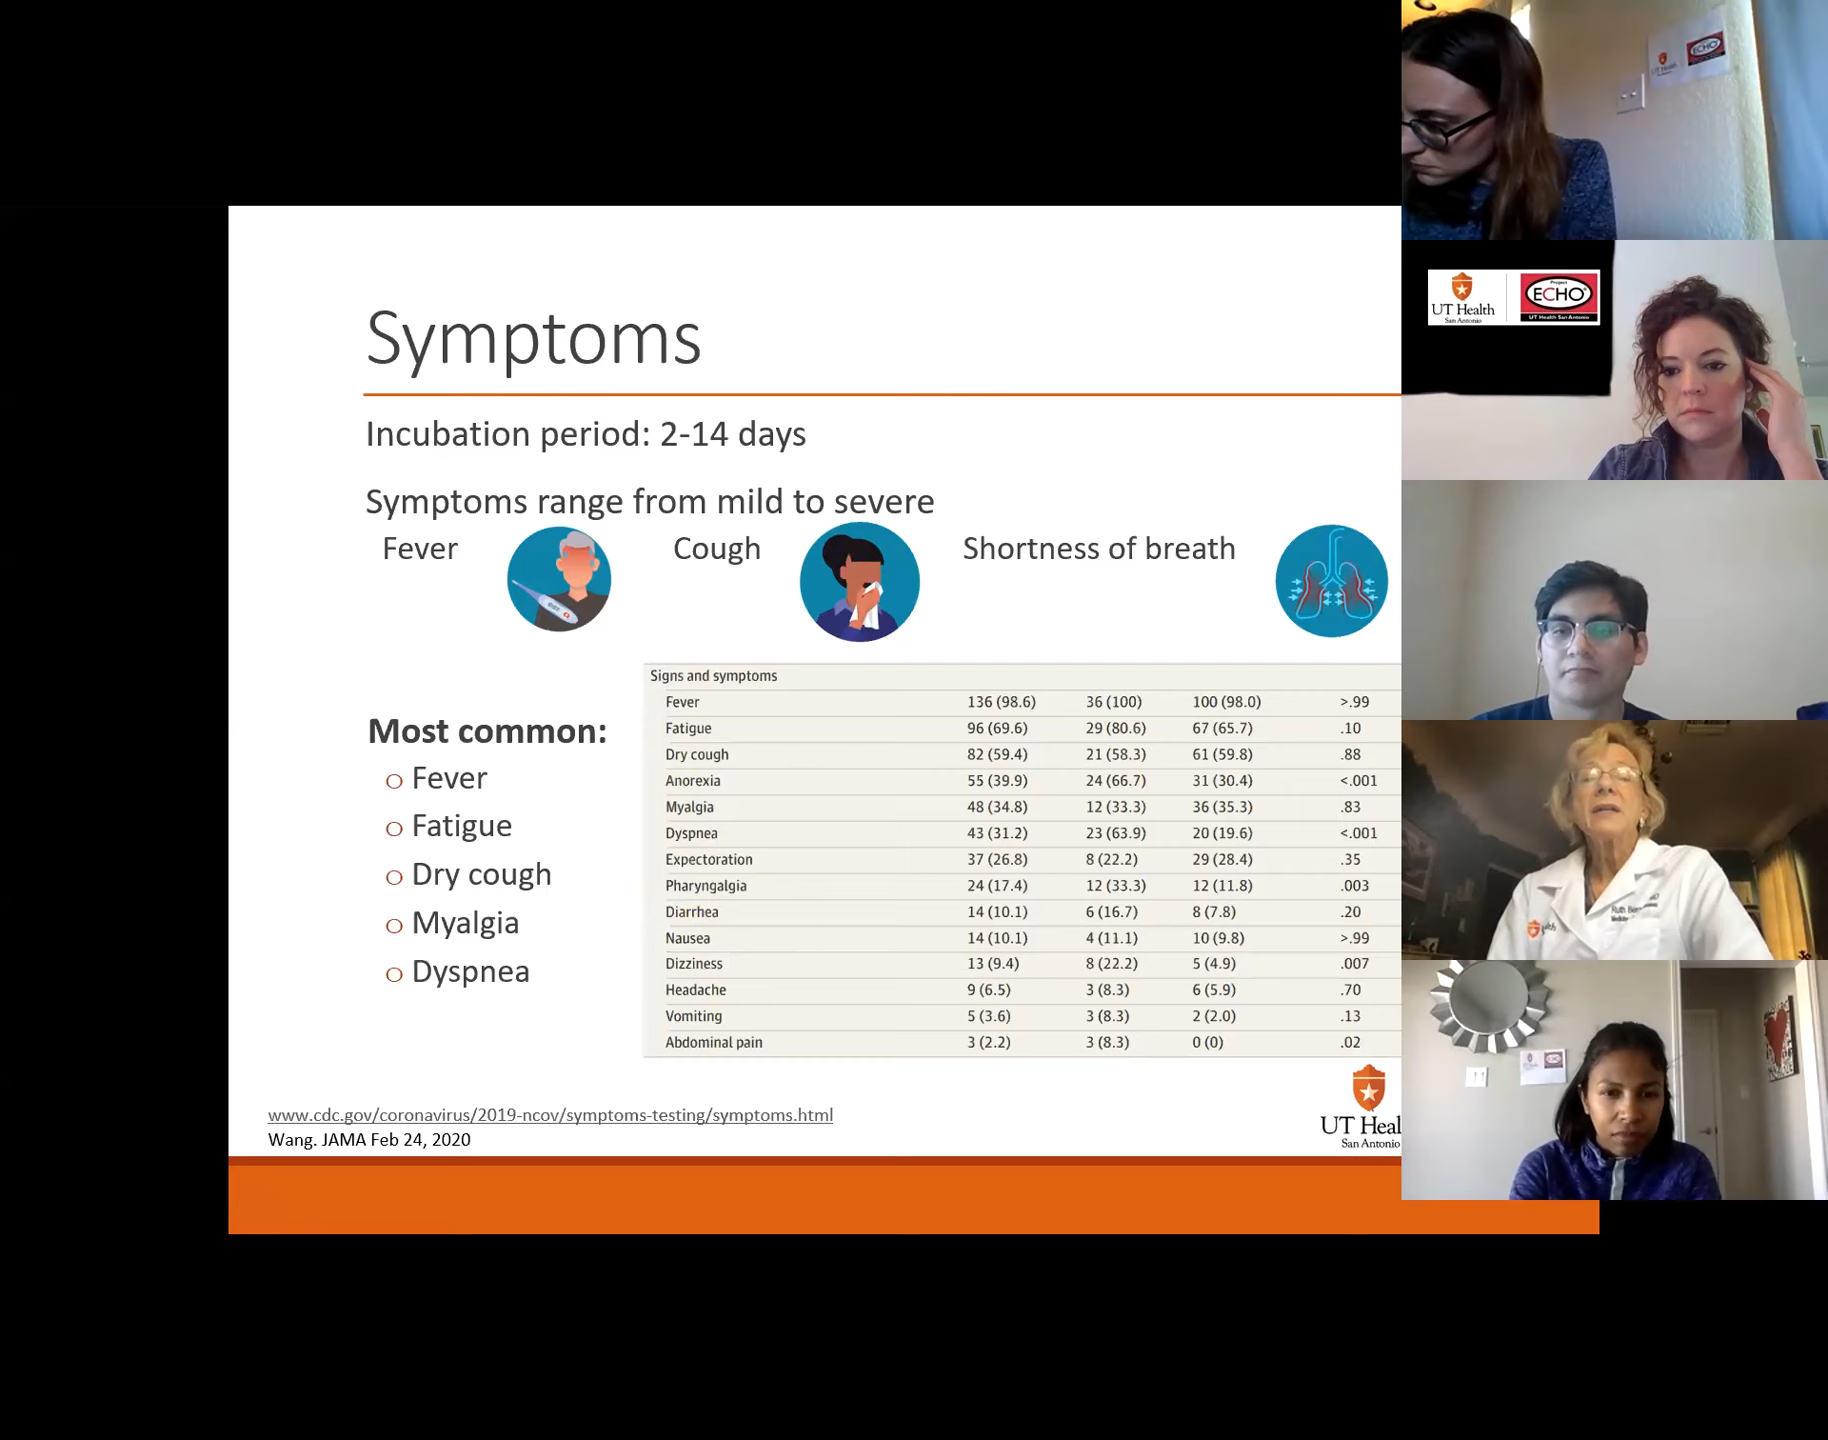 Symptoms
Incubation period: 2-14 days
Symptoms range from mild to severe
Fever
Cough
Shortness of breath
Most common:
Fever
Fatigue
Dry cough
Myalgia
Dyspnea
Signs and symptoms
Fever 136 (98.6) 36 (100) 100 (98.0) >.99
Fatigue 96 (69.6) 29 (80.6) 67 (65.7) .10
Dry cough 82 (59.4) 21 (58.3) 61 (59.8) .88
Anorexia 55 (39.9) 24 (66.7) 31 (30.4) <.001
Myalgia 48 (34.8) 12 (33.3) 36 (35.3) .83
Dyspnea 43 (31.2) 23 (63.9) 20 (19.6) <.001
Expectoration 37 (26.8) 8 (22.2) 29 (28.4) .35
Pharyngalgia 24 (17.4) 12 (33.3) 12 (11.8) .003
Diarrhea 14 (10.1) 6 (16.7) 8 (7.8) .20
Nausea 14 (10.1) 4 (11.1) 10 (9.8) >.99
Dizziness 13 (9.4) 8 (22.2) 5 (4.9) .007
Headache 9 (6.5) 3 (8.3) 6 (5.9) .70
Vomiting 5 (3.6) 3 (8.3) 2 (2.0) .13
Abdominal pain 3 (2.2) 3 (8.3) 0 (0) .02
www.cdc.gov/coronavirus/2019-ncov/symptoms-testing/symptoms.html
Wang. JAMA Feb 24, 2020
UT Heal
San Antonio
UT Health
ECHO
UT Health
San Antonio
Project
ECHO
UT Health San Antonio
Ruth